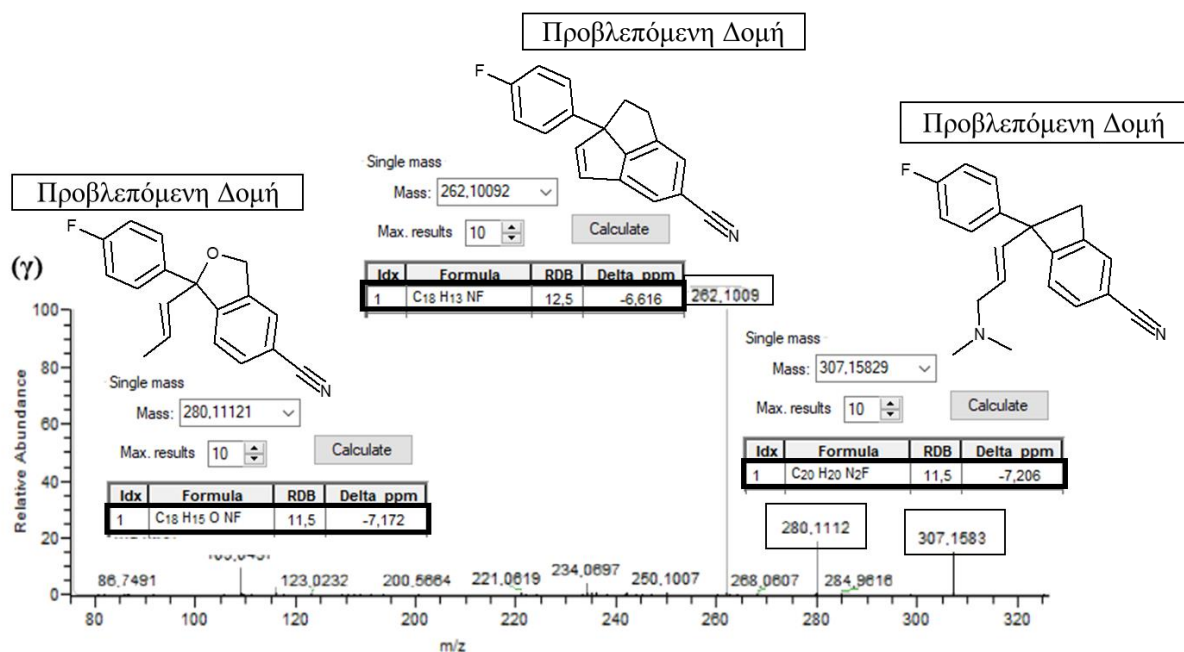 Προβλεπόμενη Δομή
F
N
Single mass
Mass: 262,10092
Max. results 10 Calculate
Idx Formula RDB Delta ppm
1 C18 H13 NF 12,5 -6,616
Προβλεπόμενη Δομή
F
N
N
Single mass
Mass: 307,15829
Max. results 10 Calculate
Idx Formula RDB Delta ppm
1 C20 H20 N2F 11,5 -7,206
Προβλεπόμενη Δομή
F
O
N
Single mass
Mass: 280,11121
Max. results 10 Calculate
Idx Formula RDB Delta ppm
1 C18 H15 O NF 11,5 -7,172
(γ)
Relative Abundance
100
80
60
40
20
0
262,1009
280,1112
307,1583
86,7491
123,0232
200,5664
221,0619
234,0697
250,1007
268,0607
284,9616
80 100 120 140 160 180 200 220 240 260 280 300 320
m/z